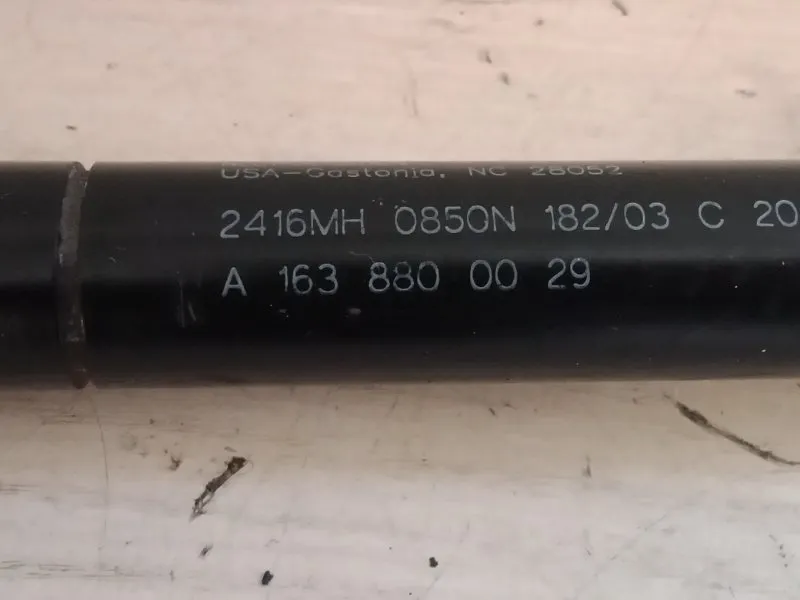 USA-Gastonia, NC 28052
2416MH 0850N 182/03 C 20
A 163 880 00 29